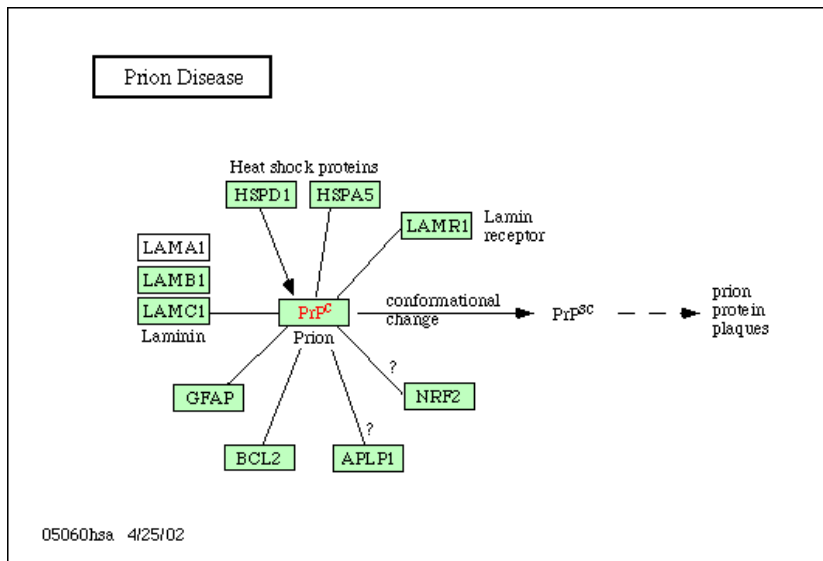 Prion Disease
Heat shock proteins
HSPD1 HSPA5
LAMR1 Lamin
receptor
LAMA1
LAMB1
LAMC1
Laminin
PrPC
Prion
conformational
change
PrPSC
prion
protein
plaques
?
GFAP
NRF2
?
BCL2
APLP1
05060hsa 4/25/02